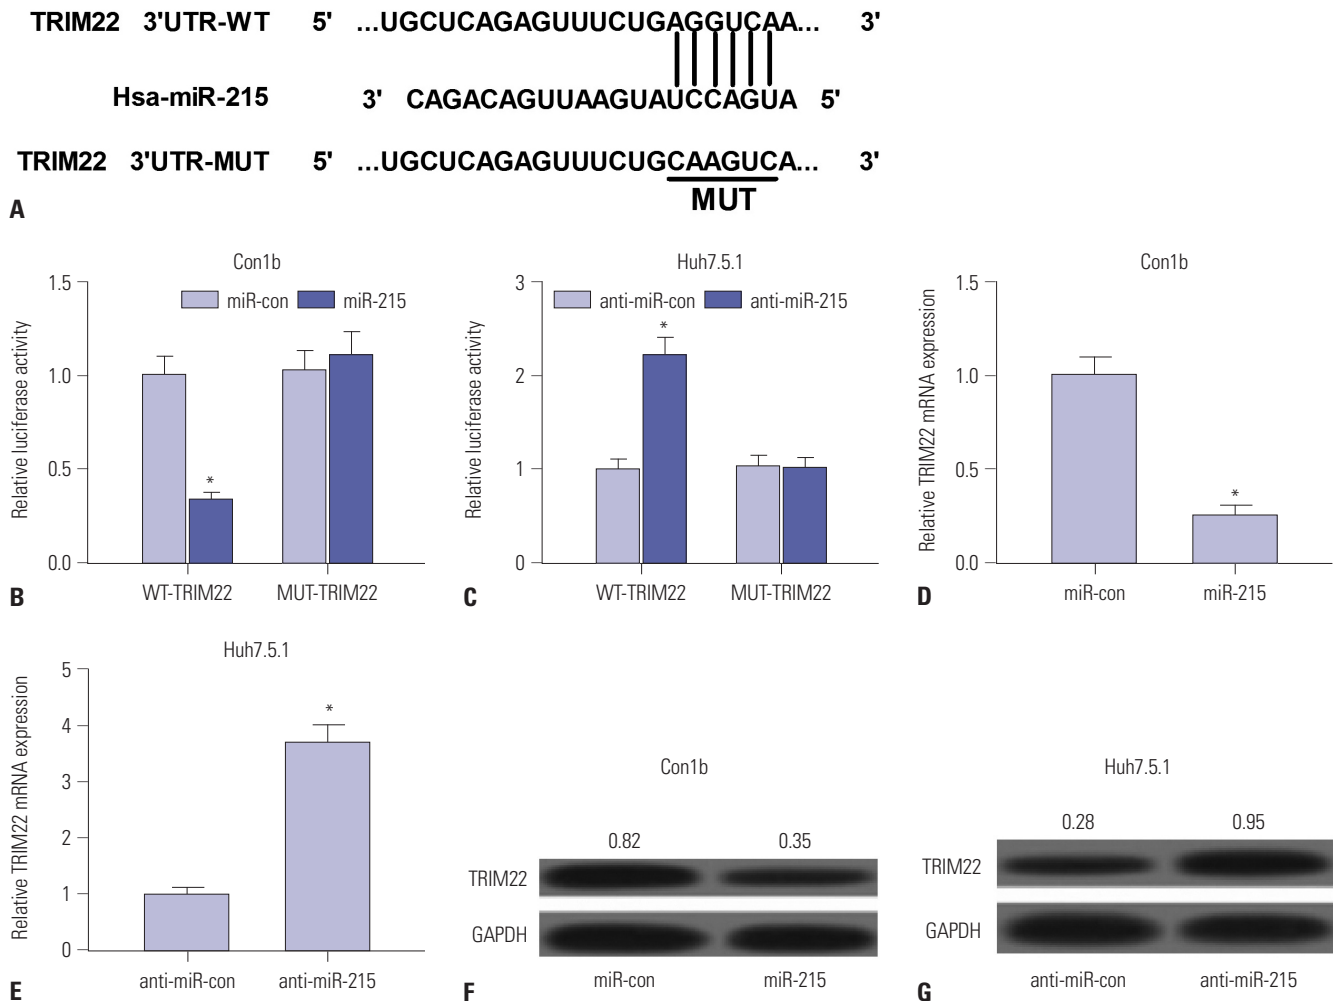 TRIM22 3'UTR-WT 5' ...UGCUCAGAGUUUCUGAGGUCAA... 3'
Hsa-miR-215 3' CAGACAGUUAAGUAUCCAGUA 5'
TRIM22 3'UTR-MUT 5' ...UGCUCAGAGUUUCUGCAAGUCA... 3'
MUT
A
Con1b
1.5
1.0
0.5
0.0
Relative luciferase activity
miR-con miR-215
*
WT-TRIM22 MUT-TRIM22
B
Huh7.5.1
3
2
1
0
Relative luciferase activity
anti-miR-con anti-miR-215
*
WT-TRIM22 MUT-TRIM22
C
Con1b
1.5
1.0
0.5
0.0
Relative TRIM22 mRNA expression
*
miR-con miR-215
D
Huh7.5.1
5
4
3
2
1
0
Relative TRIM22 mRNA expression
*
anti-miR-con anti-miR-215
E
Con1b
0.82 0.35
TRIM22
GAPDH
miR-con miR-215
F
Huh7.5.1
0.28 0.95
TRIM22
GAPDH
anti-miR-con anti-miR-215
G